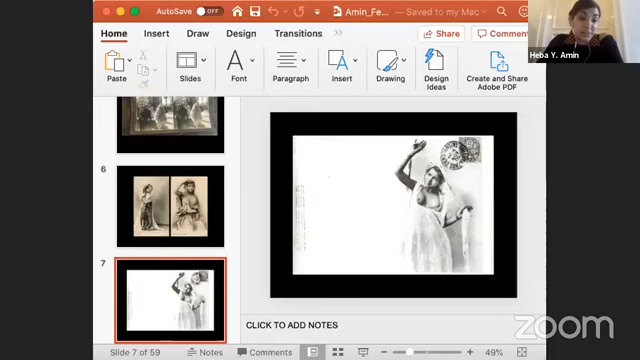 AutoSave OFF
Amin_Fe... — Saved to my Mac
Home Insert Draw Design Transitions Share Comment
Heba Y. Amin
Paste Slides Font Paragraph Insert Drawing Design Ideas Create and Share Adobe PDF
6
7
CLICK TO ADD NOTES
Slide 7 of 59 Notes Comments 49%
zoom